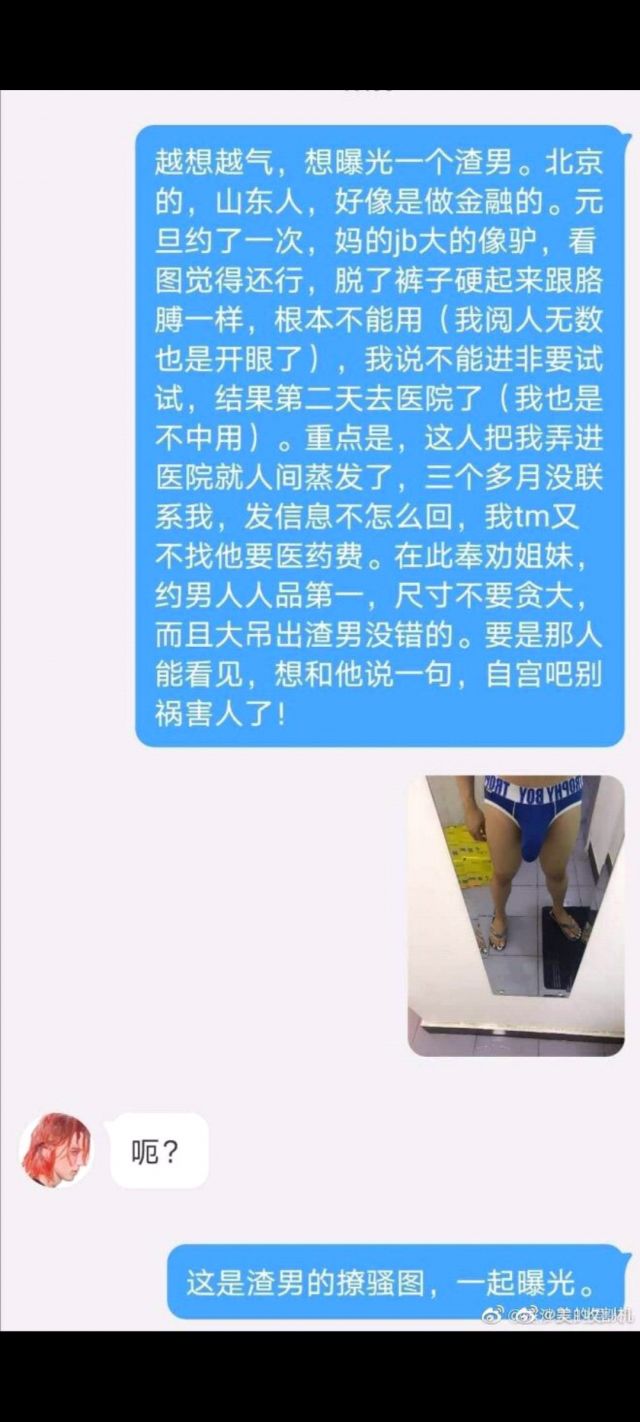 越想越气，想曝光一个渣男。北京
的，山东人，好像是做金融的。元
旦约了一次，妈的jb大的像驴，看
图觉得还行，脱了裤子硬起来跟胳
膊一样，根本不能用（我阅人无数
也是开眼了），我说不能进非要试
试，结果第二天去医院了（我也是
不中用）。重点是，这人把我弄进
医院就人间蒸发了，三个多月没联
系我，发信息不怎么回，我tm又
不找他要医药费。在此奉劝姐妹，
约男人人品第一，尺寸不要贪大，
而且大吊出渣男没错的。要是那人
能看见，想和他说一句，自宫吧别
祸害人了！
TROPHY BOY TRO
呃？
这是渣男的撩骚图，一起曝光。